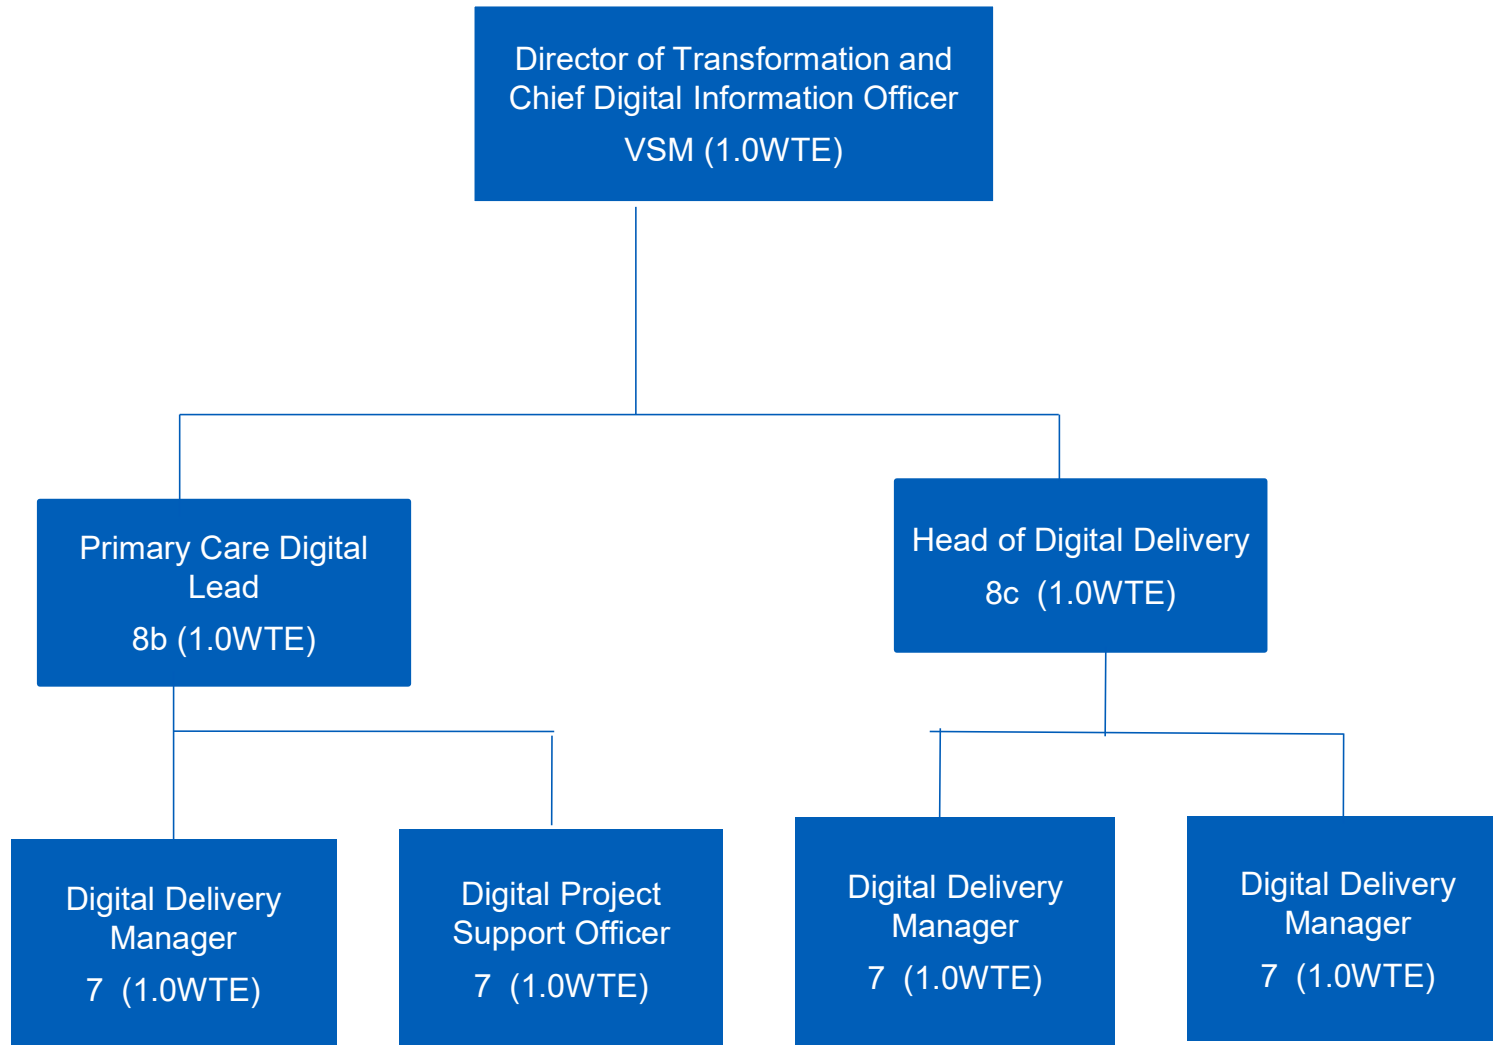 Director of Transformation and
Chief Digital Information Officer
VSM (1.0WTE)
Primary Care Digital
Lead
8b (1.0WTE)
Head of Digital Delivery
8c  (1.0WTE)
Digital Delivery
Manager
7  (1.0WTE)
Digital Project
Support Officer
7  (1.0WTE)
Digital Delivery
Manager
7  (1.0WTE)
Digital Delivery
Manager
7  (1.0WTE)